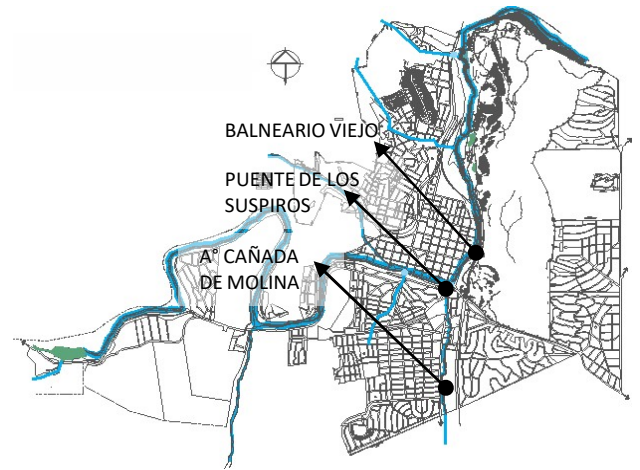 BALNEARIO VIEJO
PUENTE DE LOS
SUSPIROS
A° CAÑADA
DE MOLINA